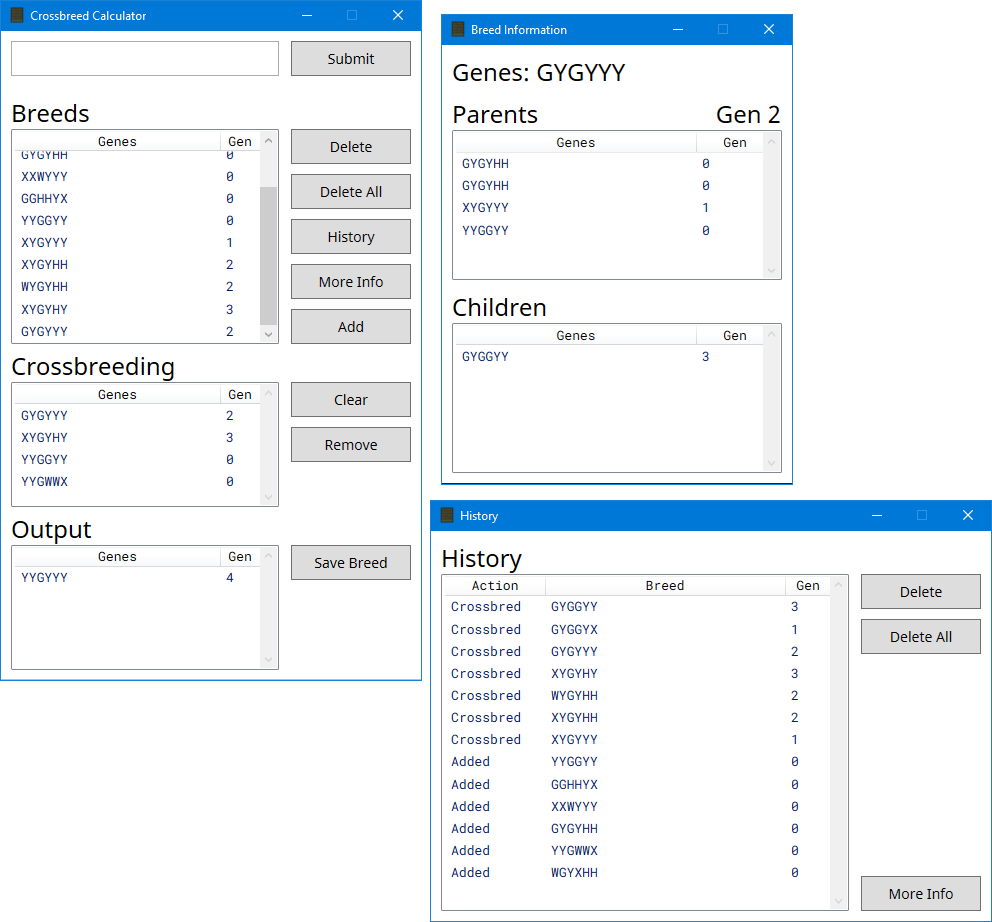 Crossbreed Calculator
Submit
Breeds
Genes Gen
GYGYHH 0
XXWYYY 0
GGHHYX 0
YYGGYY 0
XYGYYY 1
XYGYHH 2
WYGYHH 2
XYGYHY 3
GYGYYY 2
Delete
Delete All
History
More Info
Add
Crossbreeding
Genes Gen
GYGYYY 2
XYGYHY 3
YYGGYY 0
YYGWWX 0
Clear
Remove
Output
Genes Gen
YYGYYY 4
Save Breed
Breed Information
Genes: GYGYYY
Parents Gen 2
Genes Gen
GYGYHH 0
GYGYHH 0
XYGYYY 1
YYGGYY 0
Children
Genes Gen
GYGGYY 3
History
History
Action Breed Gen
Crossbred GYGGYY 3
Crossbred GYGGYX 1
Crossbred GYGYYY 2
Crossbred XYGYHY 3
Crossbred WYGYHH 2
Crossbred XYGYHH 2
Crossbred XYGYYY 1
Added YYGGYY 0
Added GGHHYX 0
Added XXWYYY 0
Added GYGYHH 0
Added YYGWWX 0
Added WGYXHH 0
Delete
Delete All
More Info